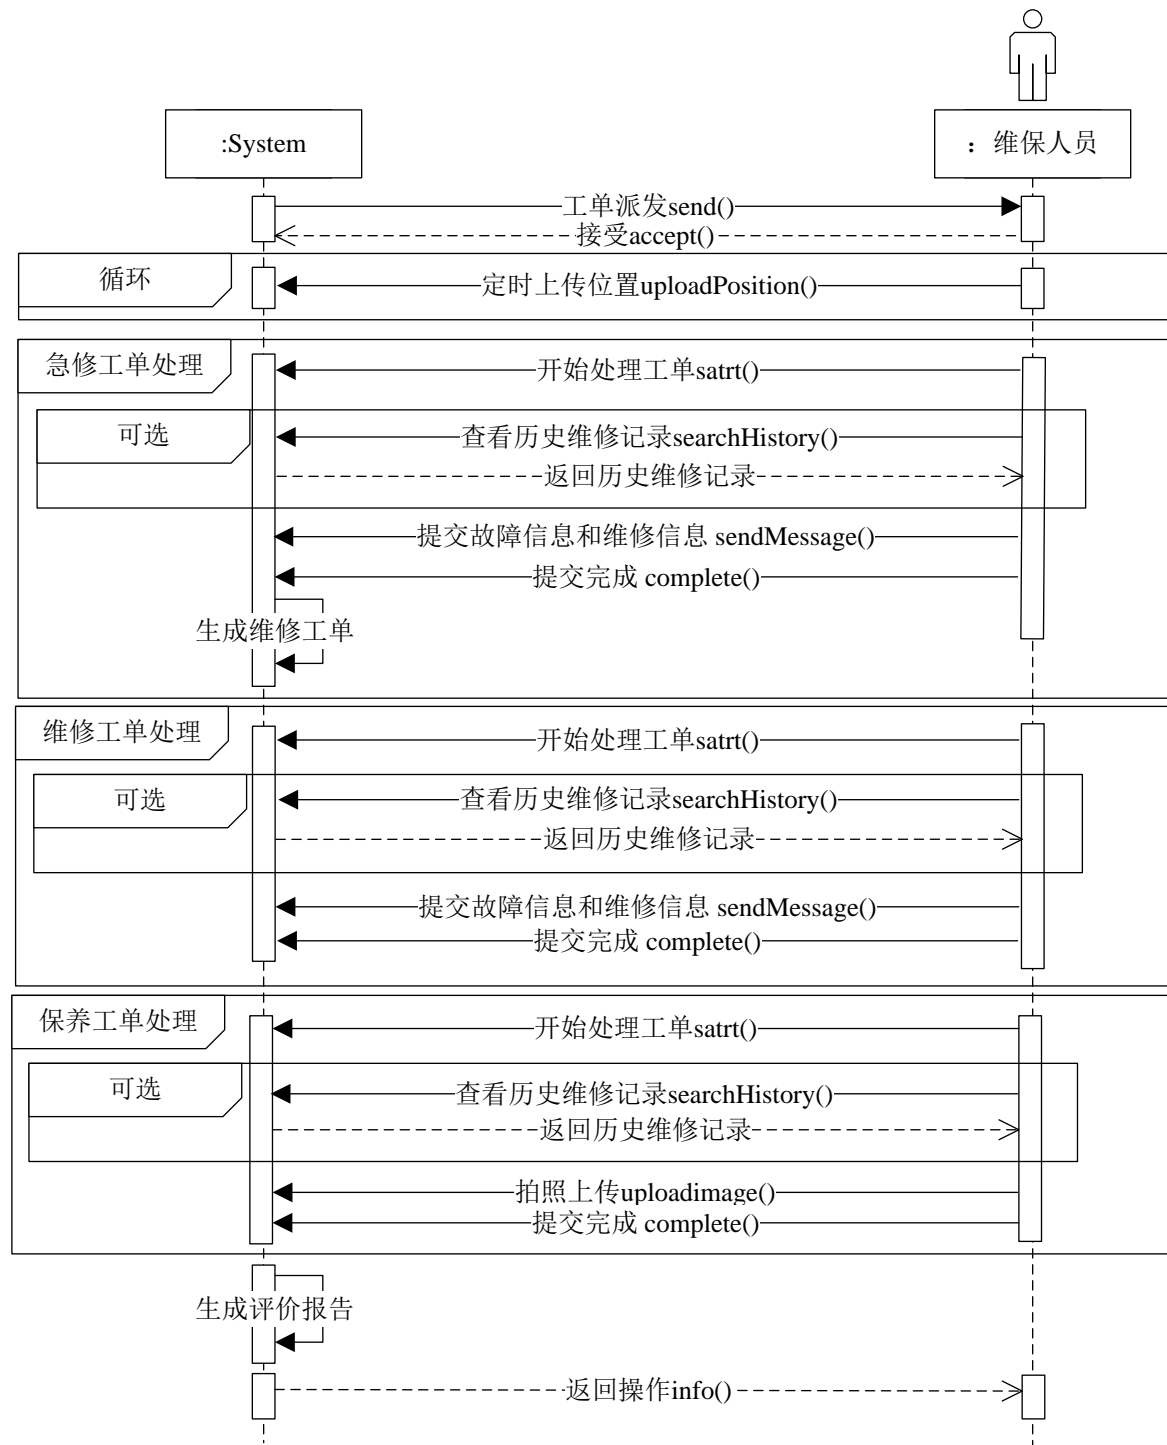 :System
：维保人员
工单派发send()
接受accept()
循环
定时上传位置uploadPosition()
急修工单处理
开始处理工单satrt()
可选
查看历史维修记录searchHistory()
返回历史维修记录
提交故障信息和维修信息 sendMessage()
提交完成 complete()
生成维修工单
维修工单处理
开始处理工单satrt()
可选
查看历史维修记录searchHistory()
返回历史维修记录
提交故障信息和维修信息 sendMessage()
提交完成 complete()
保养工单处理
开始处理工单satrt()
可选
查看历史维修记录searchHistory()
返回历史维修记录
拍照上传uploadimage()
提交完成 complete()
生成评价报告
返回操作info()